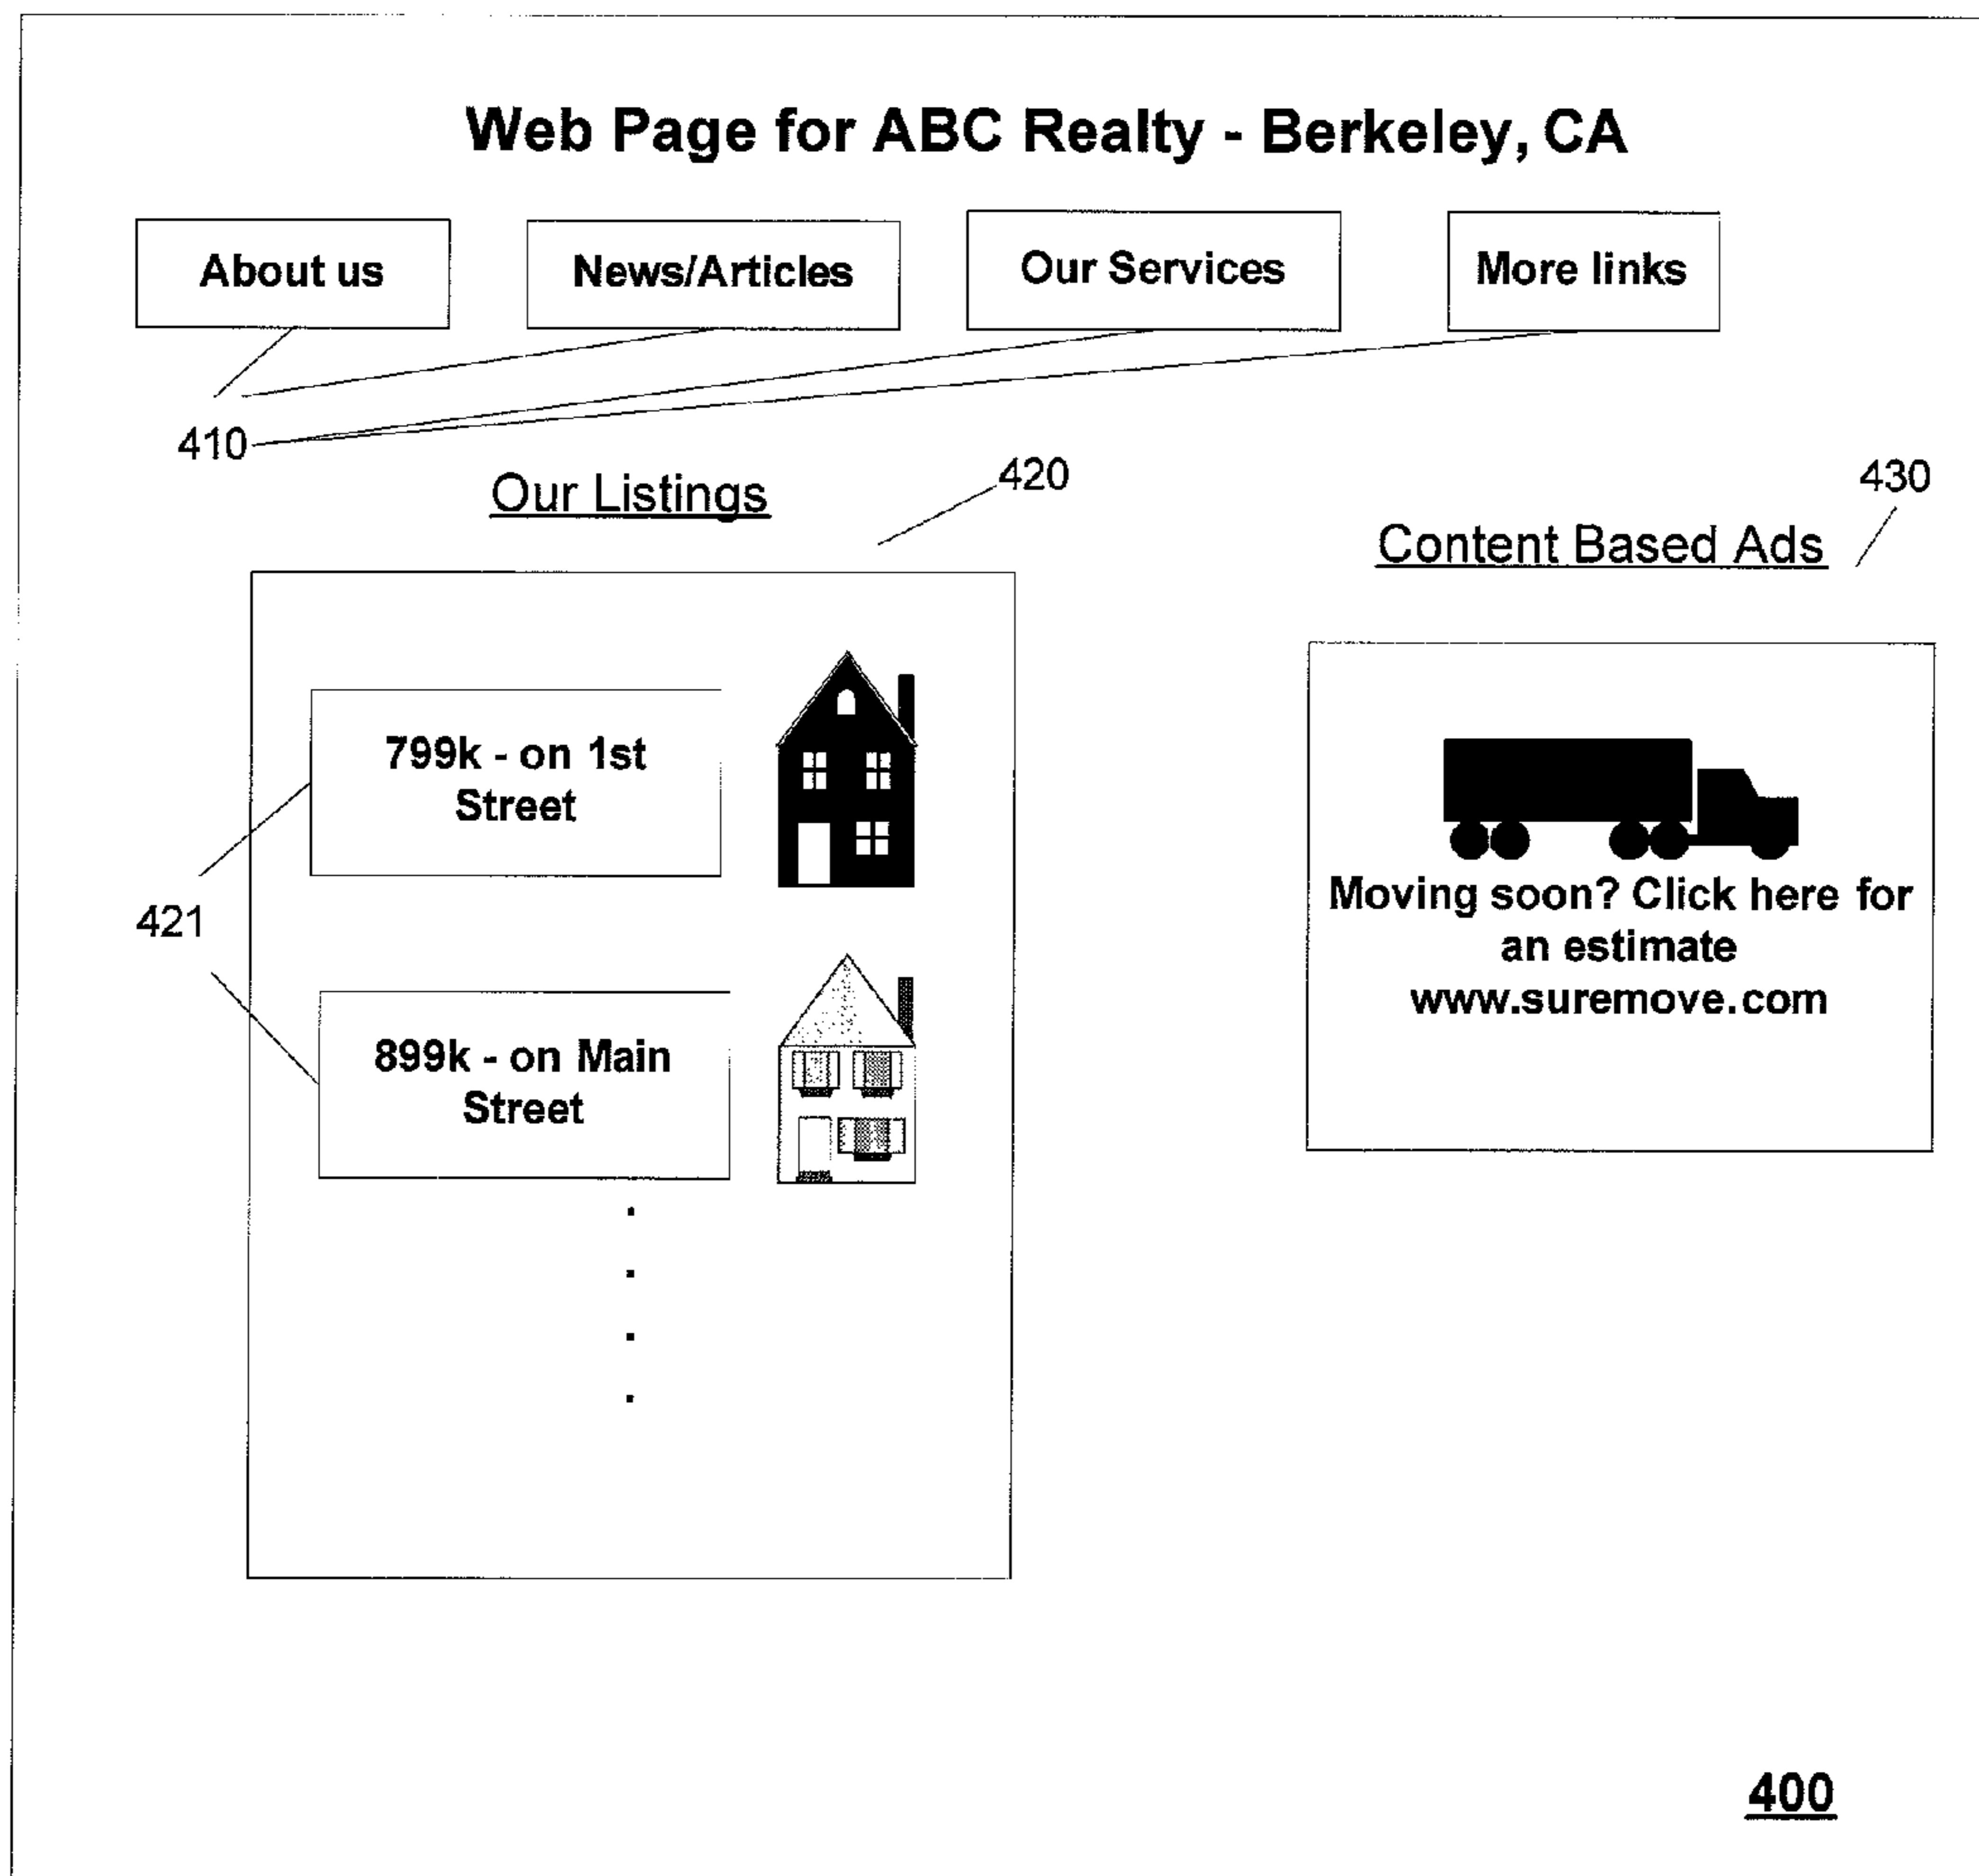 Web Page for ABC Realty - Berkeley, CA
About us
News/Articles
Our Services
More links
410
Our Listings
420
430
Content Based Ads
799k - on 1st
Street
421
899k - on Main
Street
Moving soon? Click here for
an estimate
www.suremove.com
400